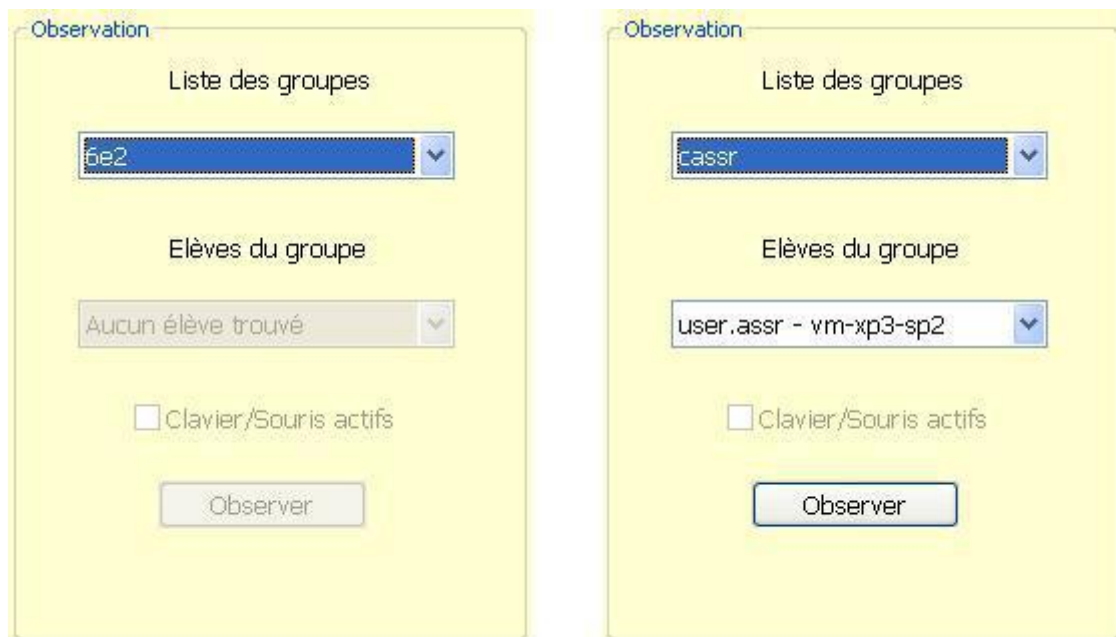 Observation
Liste des groupes
6e2
Elèves du groupe
Aucun élève trouvé
Clavier/Souris actifs
Observer
Observation
Liste des groupes
cassr
Elèves du groupe
user.assr - vm-xp3-sp2
Clavier/Souris actifs
Observer